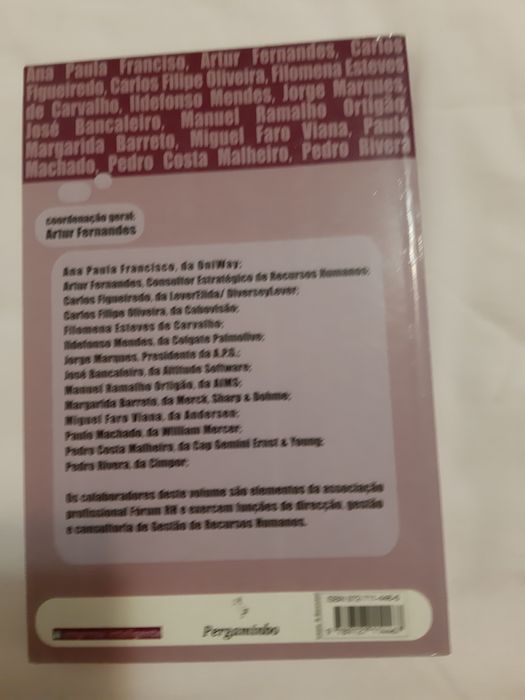 Ana Paula Franciso, Artur Fernandes, Carlos
Figueiredo, Carlos Filipe Oliveira, Filomena Esteves
de Carvalho, Ildefonso Mendes, Jorge Marques,
José Bancaleiro, Manuel Ramalho Ortigão,
Margarida Barreto, Miguel Faro Viana, Paulo
Machado, Pedro Costa Malheiro, Pedro Rivera
coordenação geral:
Artur Fernandes
Ana Paula Francisco, da OniWay;
Artur Fernandes, Consultor Estratégico de Recursos Humanos;
Carlos Figueiredo, da LeverElida/ DiverseyLever;
Carlos Filipe Oliveira, da Cabovisão;
Filomena Esteves de Carvalho;
Ildefonso Mendes, da Colgate Palmolive;
Jorge Marques, Presidente da A.P.G.;
José Bancaleiro, da Altitude Software;
Manuel Ramalho Ortigão, da AIMS;
Margarida Barreto, da Merck, Sharp & Dohme;
Miguel Faro Viana, da Andersen;
Paulo Machado, da William Mercer;
Pedro Costa Malheiro, da Cap Gemini Ernst & Young;
Pedro Rivera, da Cimpor;
Os colaboradores deste volume são elementos da associação
profissional Fórum RH e exercem funções de direcção, gestão
e consultoria de Gestão de Recursos Humanos.
Pergaminho
ISBN 972-711-446-6